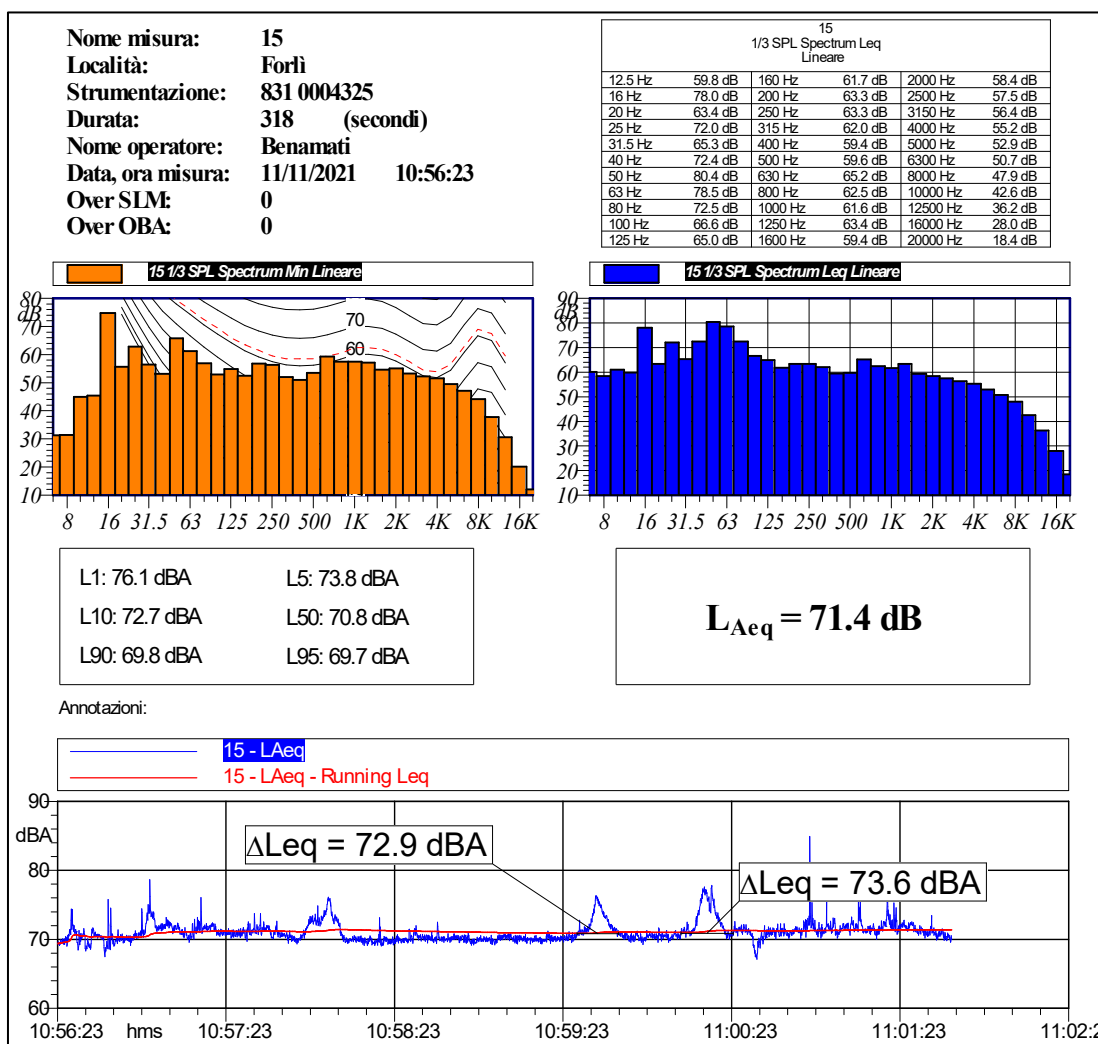 Nome misura: 15
Località: Forlì
Strumentazione: 831 0004325
Durata: 318 (secondi)
Nome operatore: Benamati
Data, ora misura: 11/11/2021 10:56:23
Over SLM: 0
Over OBA: 0
15
1/3 SPL Spectrum Leq
Lineare
12.5 Hz 59.8 dB 160 Hz 61.7 dB 2000 Hz 58.4 dB
16 Hz 78.0 dB 200 Hz 63.3 dB 2500 Hz 57.5 dB
20 Hz 63.4 dB 250 Hz 63.3 dB 3150 Hz 56.4 dB
25 Hz 72.0 dB 315 Hz 62.0 dB 4000 Hz 55.2 dB
31.5 Hz 65.3 dB 400 Hz 59.4 dB 5000 Hz 52.9 dB
40 Hz 72.4 dB 500 Hz 59.6 dB 6300 Hz 50.7 dB
50 Hz 80.4 dB 630 Hz 65.2 dB 8000 Hz 47.9 dB
63 Hz 78.5 dB 800 Hz 62.5 dB 10000 Hz 42.6 dB
80 Hz 72.5 dB 1000 Hz 61.6 dB 12500 Hz 36.2 dB
100 Hz 66.6 dB 1250 Hz 63.4 dB 16000 Hz 28.0 dB
125 Hz 65.0 dB 1600 Hz 59.4 dB 20000 Hz 18.4 dB
15 1/3 SPL Spectrum Min Lineare
80
dB
70
60
50
40
30
20
10
70
60
8 16 31.5 63 125 250 500 1K 2K 4K 8K 16K
15 1/3 SPL Spectrum Leq Lineare
90
dB
80
70
60
50
40
30
20
10
8 16 31.5 63 125 250 500 1K 2K 4K 8K 16K
L1: 76.1 dBA L5: 73.8 dBA
L10: 72.7 dBA L50: 70.8 dBA
L90: 69.8 dBA L95: 69.7 dBA
LAeq = 71.4 dB
Annotazioni:
15 - LAeq
15 - LAeq - Running Leq
90
dBA
80
70
60
ΔLeq = 72.9 dBA
ΔLeq = 73.6 dBA
10:56:23 hms 10:57:23 10:58:23 10:59:23 11:00:23 11:01:23 11:02:2